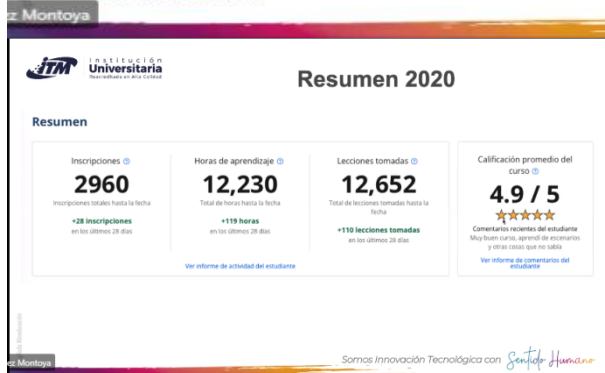 ez Montoya
iTM
Institución
Universitaria
Reacreditada en Alta Calidad
Resumen 2020
Resumen
Inscripciones
2960
Inscripciones totales hasta la fecha
+28 inscripciones
en los últimos 28 días
Horas de aprendizaje
12,230
Total de horas hasta la fecha
+119 horas
en los últimos 28 días
Lecciones tomadas
12,652
Total de lecciones tomadas hasta la
fecha
+110 lecciones tomadas
en los últimos 28 días
Ver informe de actividad del estudiante
Calificación promedio del
curso
4.9 / 5
Comentarios recientes del estudiante
Muy buen curso, aprendí de escenarios
y otras cosas que no sabía
Ver informe de comentarios del
estudiante
ez Montoya
Somos Innovación Tecnológica con Sentido Humano